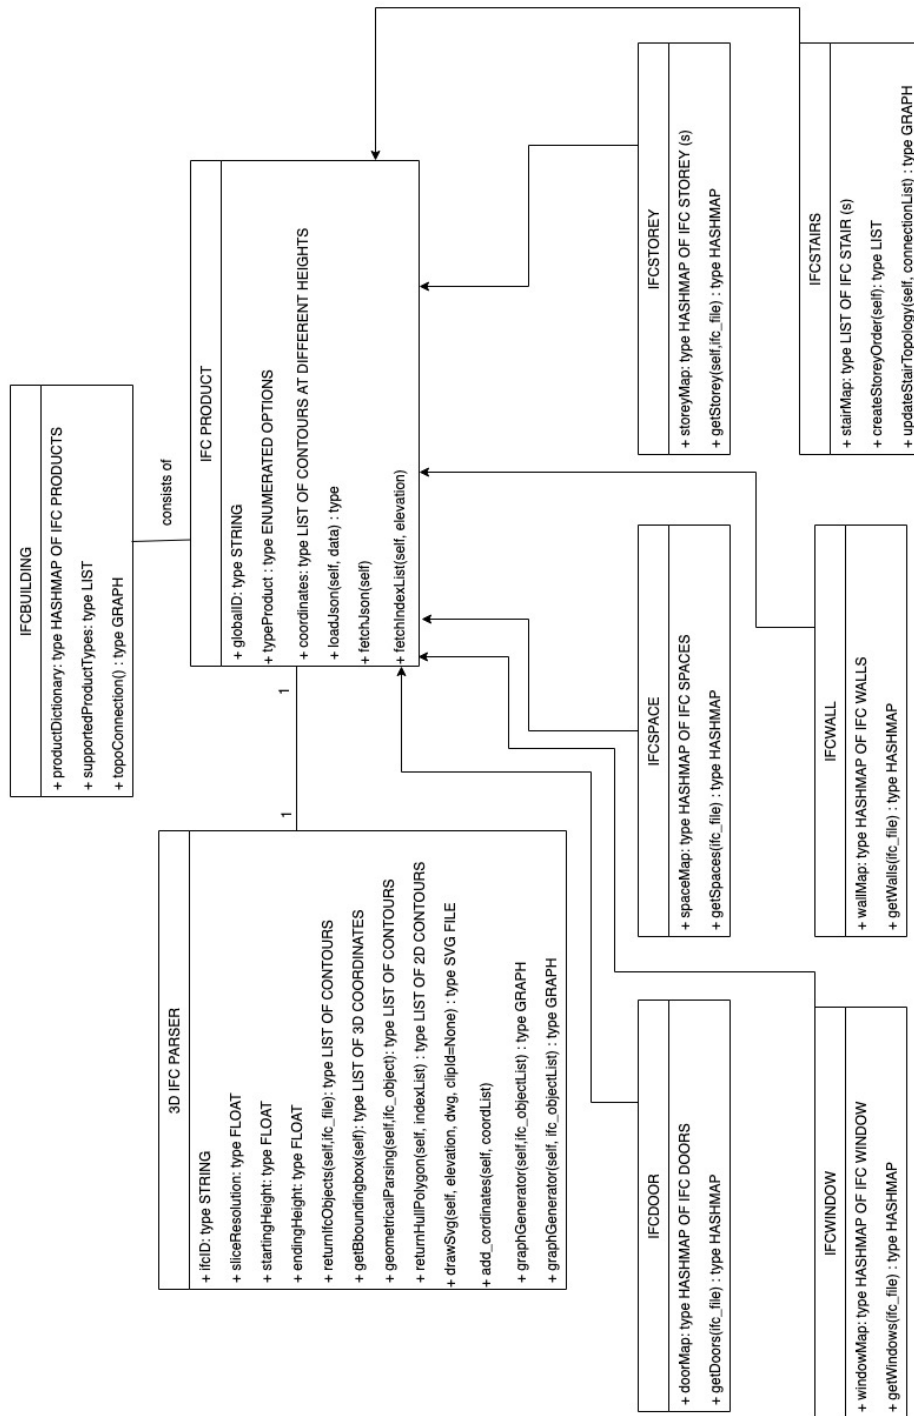 IFCBUILDING
+ productDictionary: type HASHMAP OF IFC PRODUCTS
+ supportedProductTypes: type LIST
+ topoConnection() : type GRAPH
consists of
3D IFC PARSER
+ ifcID: type STRING
+ sliceResolution: type FLOAT
+ startingHeight: type FLOAT
+ endingHeight: type FLOAT
+ returnIfcObjects(self,ifc_file): type LIST OF CONTOURS
+ getBboundingbox(self): type LIST OF 3D COORDINATES
+ geometricalParsing(self,ifc_object): type LIST OF CONTOURS
+ returnHullPolygon(self, indexList) : type LIST OF 2D CONTOURS
+ drawSvg(self, elevation, dwg, clipId=None) : type SVG FILE
+ add_cordinates(self, coordList)
+ graphGenerator(self,ifc_objectList) : type GRAPH
+ graphGenerator(self, ifc_objectList) : type GRAPH
1
1
IFC PRODUCT
+ globalID: type STRING
+ typeProduct : type ENUMERATED OPTIONS
+ coordinates: type LIST OF CONTOURS AT DIFFERENT HEIGHTS
+ loadJson(self, data) : type
+ fetchJson(self)
+ fetchIndexList(self, elevation)
IFCDOOR
+ doorMap: type HASHMAP OF IFC DOORS
+ getDoors(ifc_file) : type HASHMAP
IFCSPACE
+ spaceMap: type HASHMAP OF IFC SPACES
+ getSpaces(ifc_file) : type HASHMAP
IFCSTOREY
+ storeyMap: type HASHMAP OF IFC STOREY (s)
+ getStorey(self,ifc_file) : type HASHMAP
IFCWINDOW
+ windowMap: type HASHMAP OF IFC WINDOW
+ getWindows(ifc_file) : type HASHMAP
IFCWALL
+ wallMap: type HASHMAP OF IFC WALLS
+ getWalls(ifc_file) : type HASHMAP
IFCSTAIRS
+ stairMap: type LIST OF IFC STAIR (s)
+ createStoreyOrder(self): type LIST
+ updateStairTopology(self, connectionList) : type GRAPH